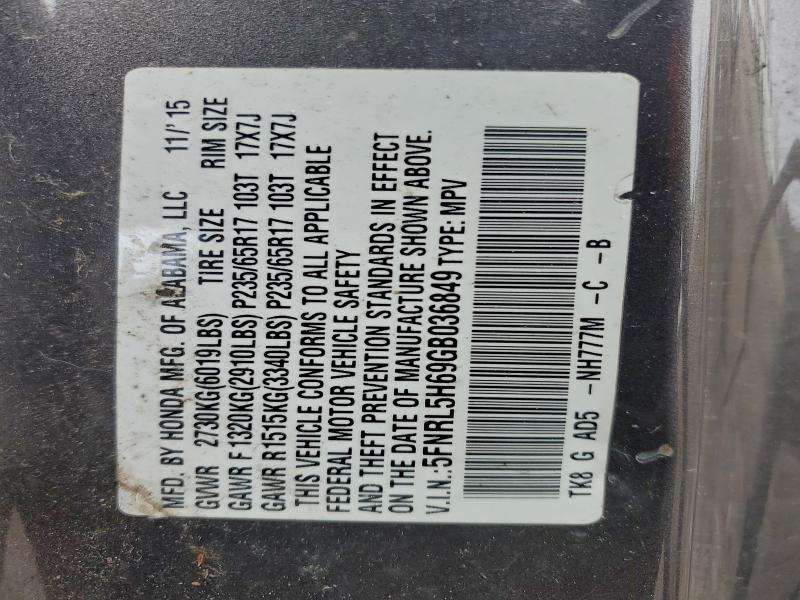 MFD. BY HONDA MFG. OF ALABAMA, LLC 11/'15
GVWR 2730KG(6019LBS) TIRE SIZE RIM SIZE
GAWR F 1320KG(2910LBS) P235/65R17 103T 17X7J
GAWR R1515KG(3340LBS) P235/65R17 103T 17X7J
THIS VEHICLE CONFORMS TO ALL APPLICABLE
FEDERAL MOTOR VEHICLE SAFETY
AND THEFT PREVENTION STANDARDS IN EFFECT
ON THE DATE OF MANUFACTURE SHOWN ABOVE.
V.I.N.:5FNRL5H69GB036849 TYPE: MPV
TK8 G AD5 -NH777M -C -B